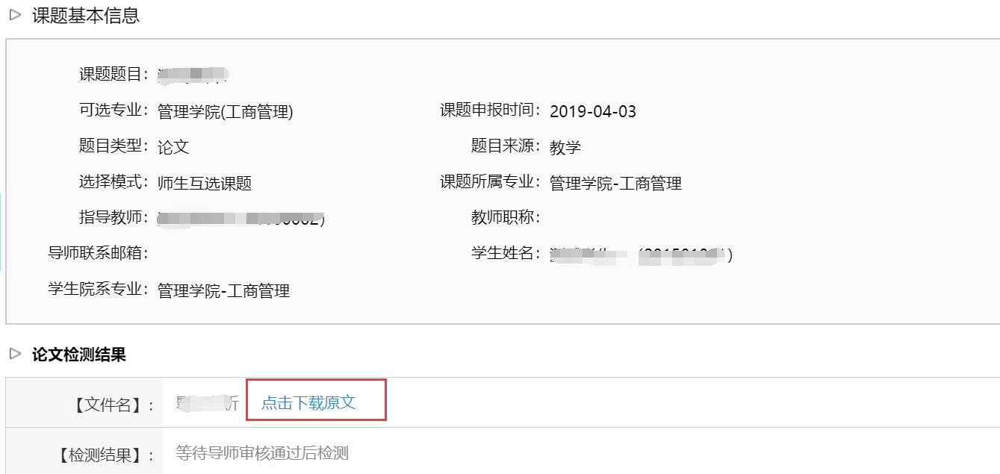 课题基本信息
课题题目：
可选专业：管理学院(工商管理) 课题申报时间：2019-04-03
题目类型：论文 题目来源：教学
选择模式：师生互选课题 课题所属专业：管理学院-工商管理
指导教师： 教师职称：
导师联系邮箱： 学生姓名：
学生院系专业：管理学院-工商管理
论文检测结果
【文件名】： 点击下载原文
【检测结果】：等待导师审核通过后检测